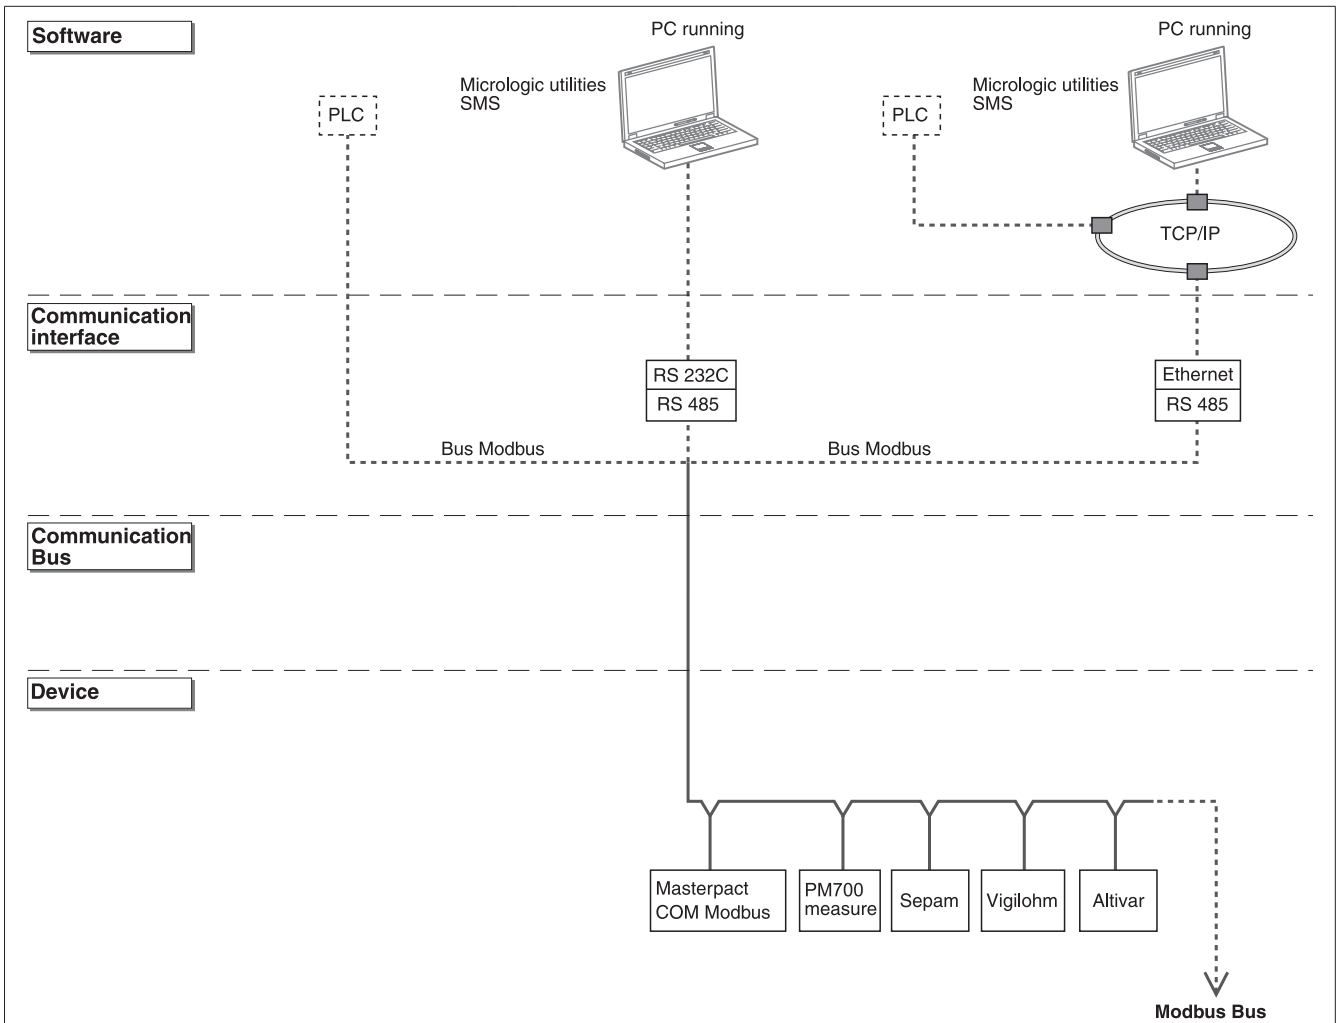 Software
PC running
PC running
Micrologic utilities
SMS
Micrologic utilities
SMS
PLC
PLC
TCP/IP
Communication
interface
RS 232C
RS 485
Ethernet
RS 485
Bus Modbus
Bus Modbus
Communication
Bus
Device
Masterpact
COM Modbus
PM700
measure
Sepam
Vigilohm
Altivar
Modbus Bus